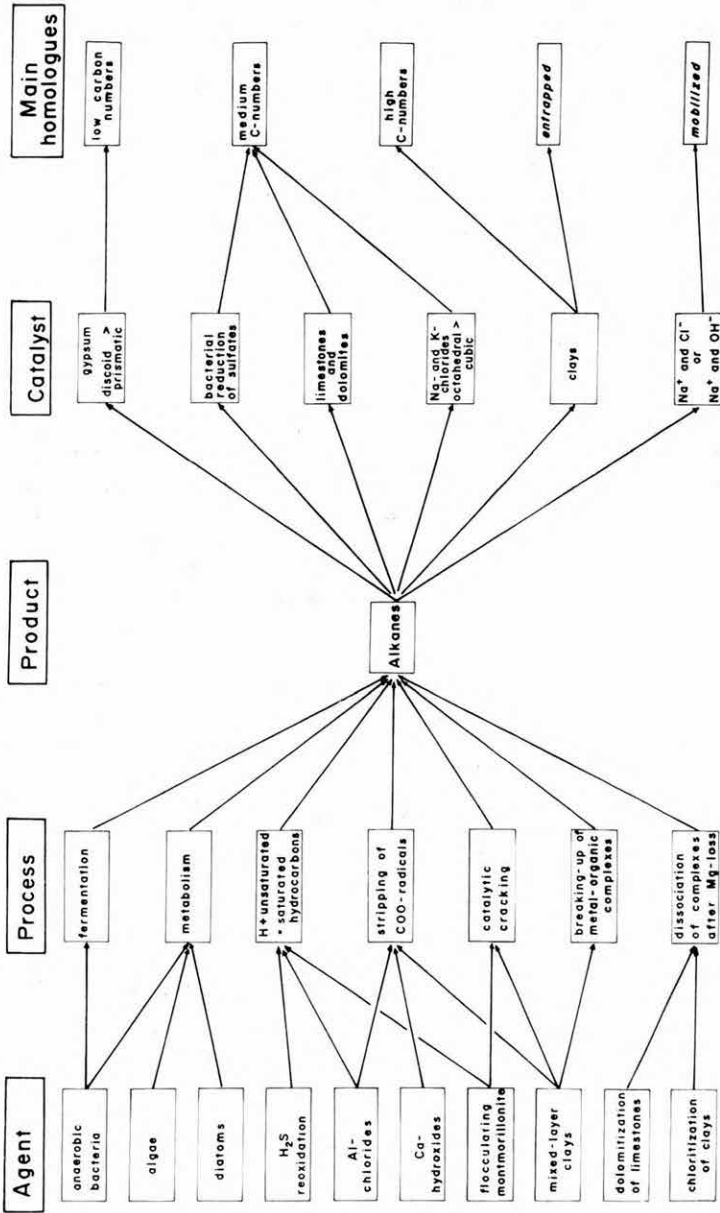 Agent
Process
Product
Catalyst
Main
homologues
anaerobic
bacteria
algae
diatoms
H₂S
reoxidation
Al-
chlorides
Ca-
hydroxides
floccularing
montmorillonite
mixed-layer
clays
dolomitization
of limestones
chloritization
of clays
fermentation
metabolism
H+unsaturated
=saturated
hydrocarbons
stripping of
COO-radicals
catalytic
cracking
breaking-up of
metal-organic
complexes
dissociation
of complexes
after Mg-loss
Alkanes
gypsum
discoid >
prismatic
bacterial
reduction
of sulfates
limestones
and
dolomites
Na- and K-
chlorides
octahedral >
cubic
clays
Na⁺ and Cl⁻
or
Na⁺ and OH⁻
low carbon
numbers
medium
C-numbers
high
C-numbers
entrapped
mobilized